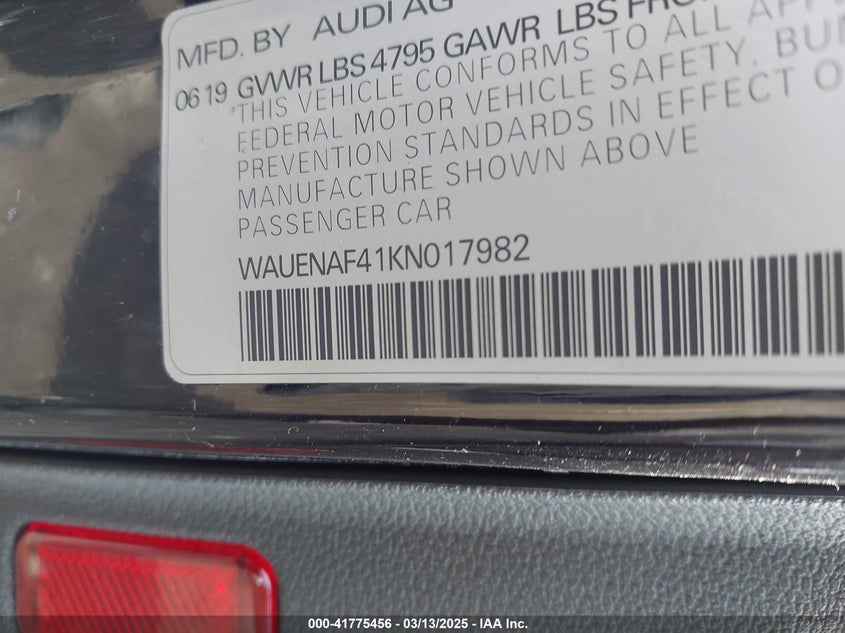 MFD. BY AUDI AG
06 19 GVWR LBS 4795 GAWR LBS
THIS VEHICLE CONFORMS TO ALL
FEDERAL MOTOR VEHICLE SAFETY.
PREVENTION STANDARDS IN EFFECT
MANUFACTURE SHOWN ABOVE
PASSENGER CAR
WAUENAF41KN017982
000-41775456 - 03/13/2025 - IAA Inc.